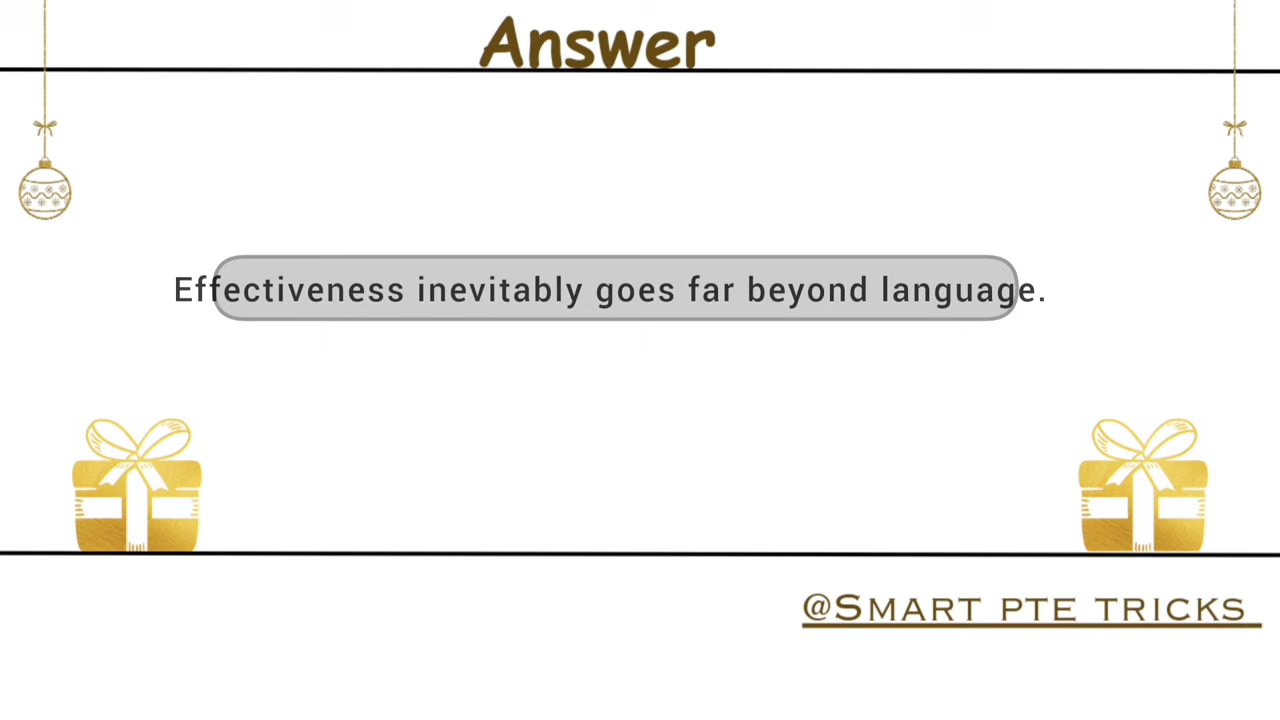 Answer
Effectiveness inevitably goes far beyond language.
@SMART PTE TRICKS